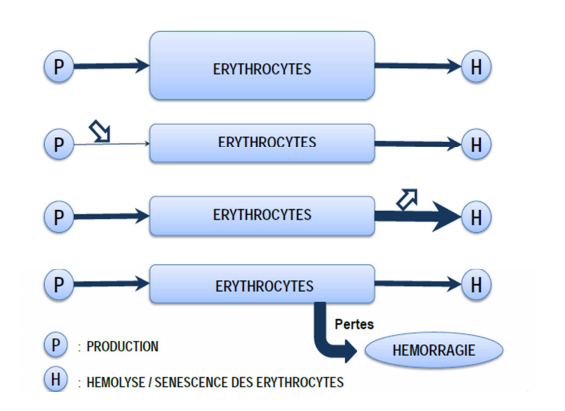 P ERYTHROCYTES H
P ERYTHROCYTES H
P ERYTHROCYTES H
P ERYTHROCYTES H
Pertes
HEMORRAGIE
P : PRODUCTION
H : HEMOLYSE / SENESCENCE DES ERYTHROCYTES